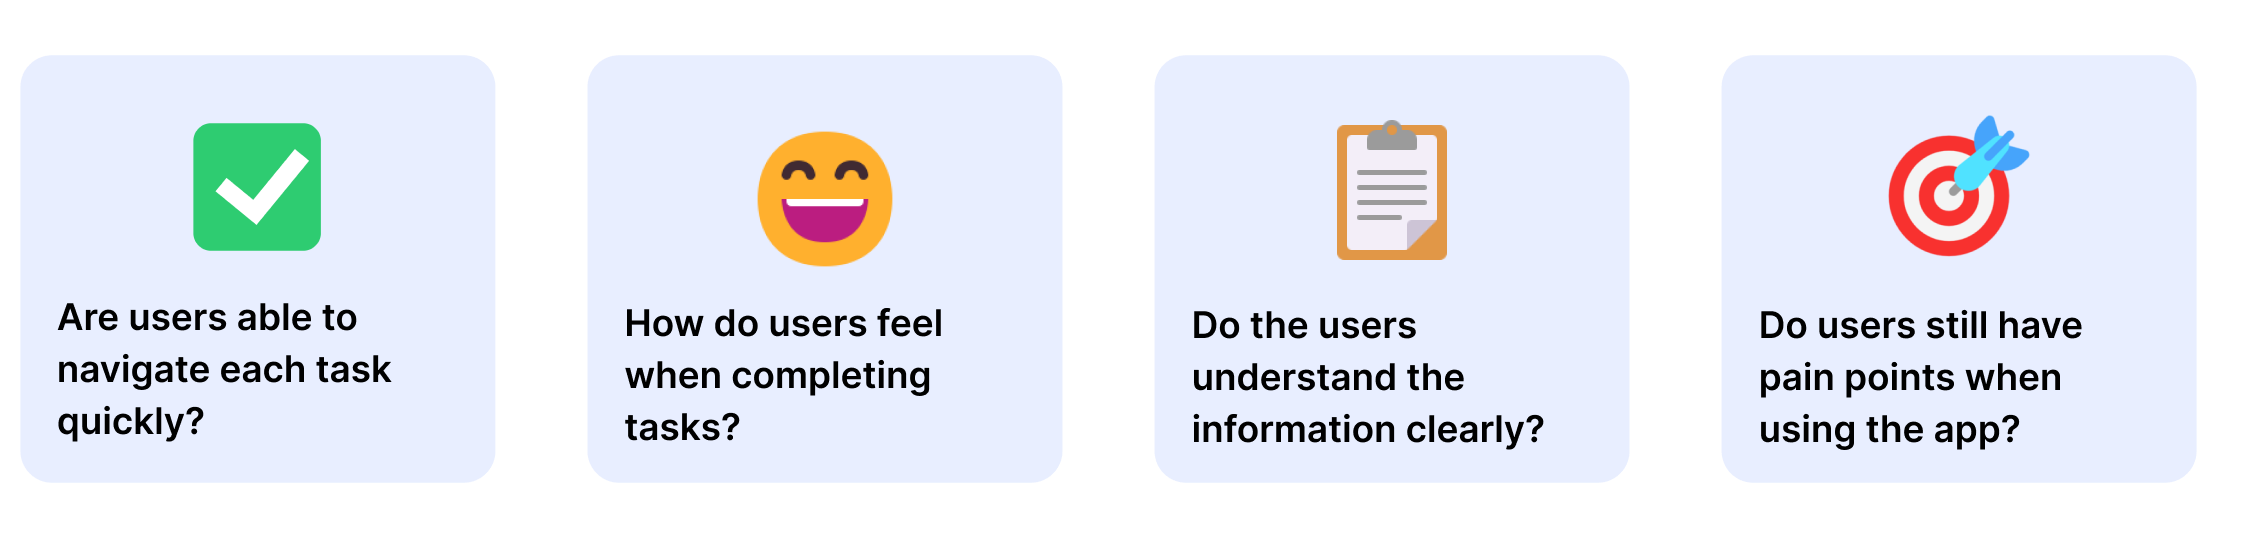 Are users able to
navigate each task
quickly?
How do users feel
when completing
tasks?
Do the users
understand the
information clearly?
Do users still have
pain points when
using the app?